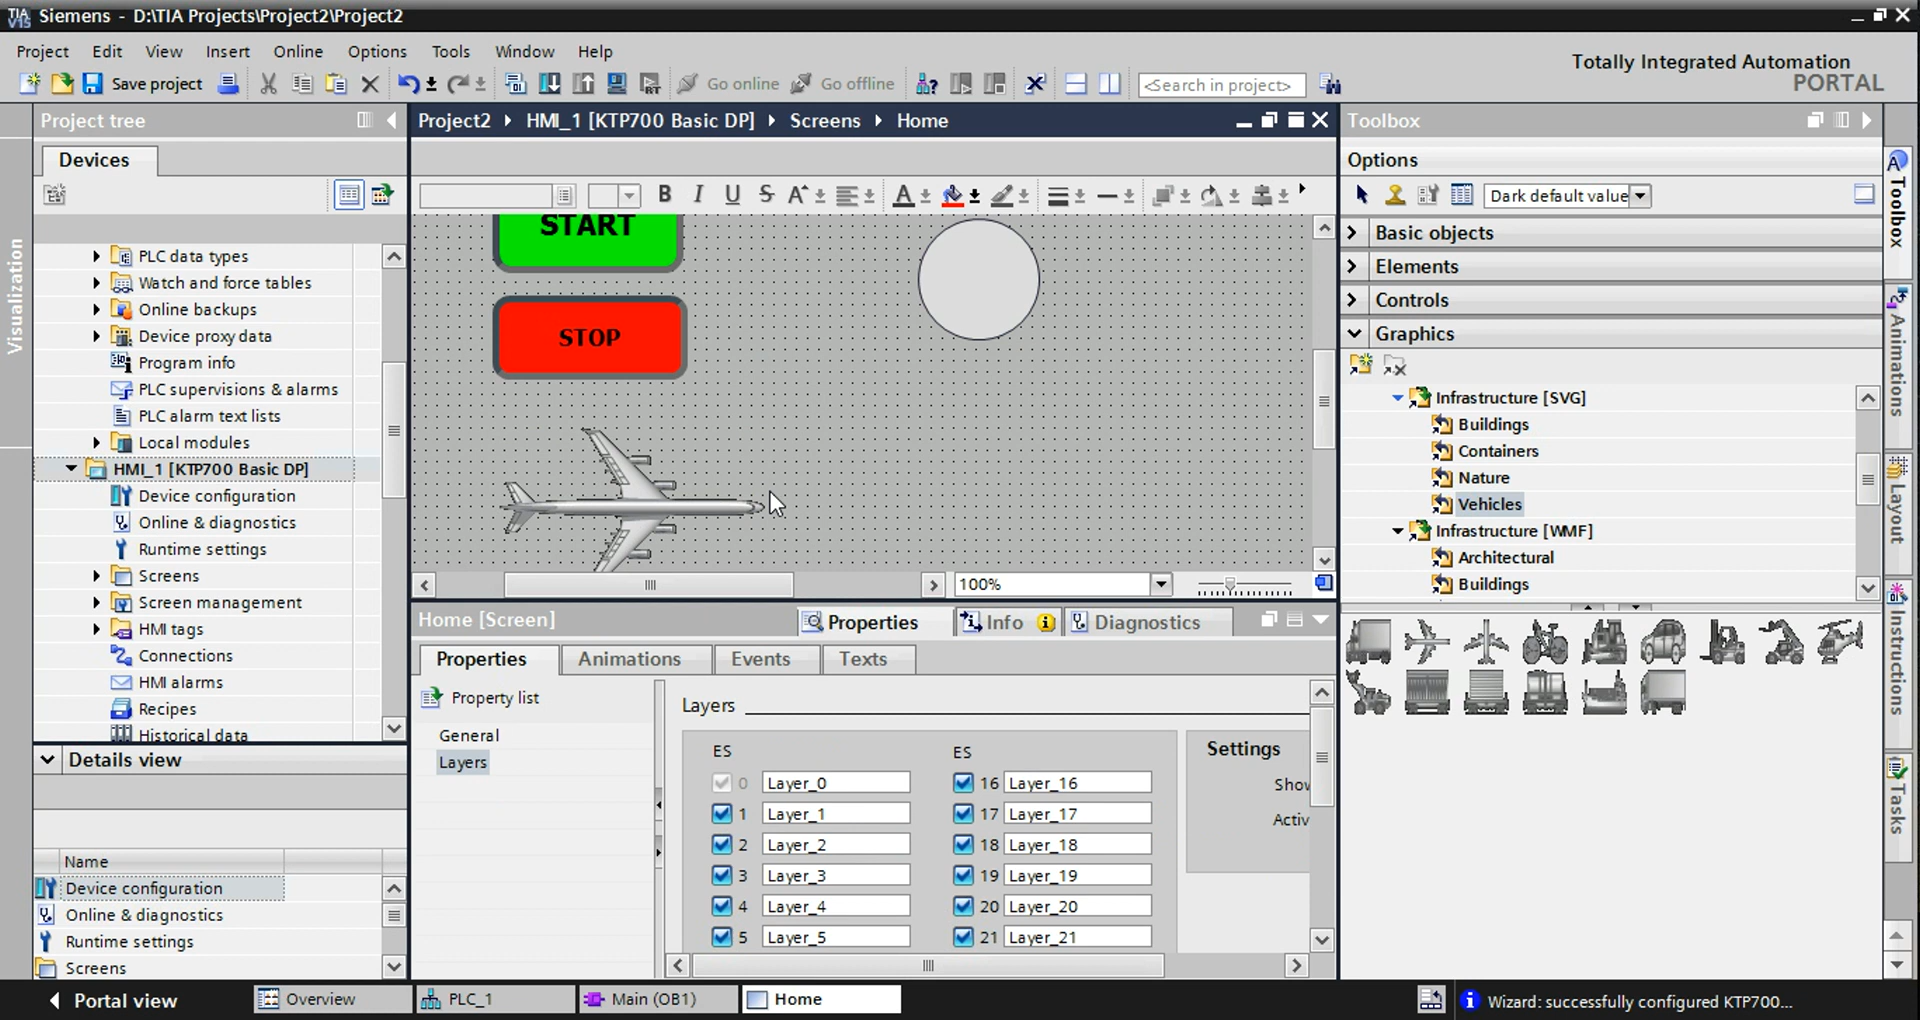 TIA V15 Siemens - D:\TIA Projects\Project2\Project2
Project Edit View Insert Online Options Tools Window Help
Totally Integrated Automation
PORTAL
Save project
Go online
Go offline
<Search in project>
Project tree
Devices
Visualization
PLC data types
Watch and force tables
Online backups
Device proxy data
Program info
PLC supervisions & alarms
PLC alarm text lists
Local modules
HMI_1 [KTP700 Basic DP]
Device configuration
Online & diagnostics
Runtime settings
Screens
Screen management
HMI tags
Connections
HMI alarms
Recipes
Historical data
Details view
Name
Device configuration
Online & diagnostics
Runtime settings
Screens
Project2 HMI_1 [KTP700 Basic DP] Screens Home
B I U S A A
START
STOP
100%
Home [Screen]
Properties Info Diagnostics
Properties Animations Events Texts
Property list
General
Layers
Layers
ES ES
0 Layer_0 16 Layer_16
1 Layer_1 17 Layer_17
2 Layer_2 18 Layer_18
3 Layer_3 19 Layer_19
4 Layer_4 20 Layer_20
5 Layer_5 21 Layer_21
Settings
Shov
Activ
Toolbox
Options
Dark default value
Basic objects
Elements
Controls
Graphics
Infrastructure [SVG]
Buildings
Containers
Nature
Vehicles
Infrastructure [WMF]
Architectural
Buildings
Toolbox
Animations
Layout
Instructions
Tasks
Portal view
Overview
PLC_1
Main (OB1)
Home
Wizard: successfully configured KTP700...